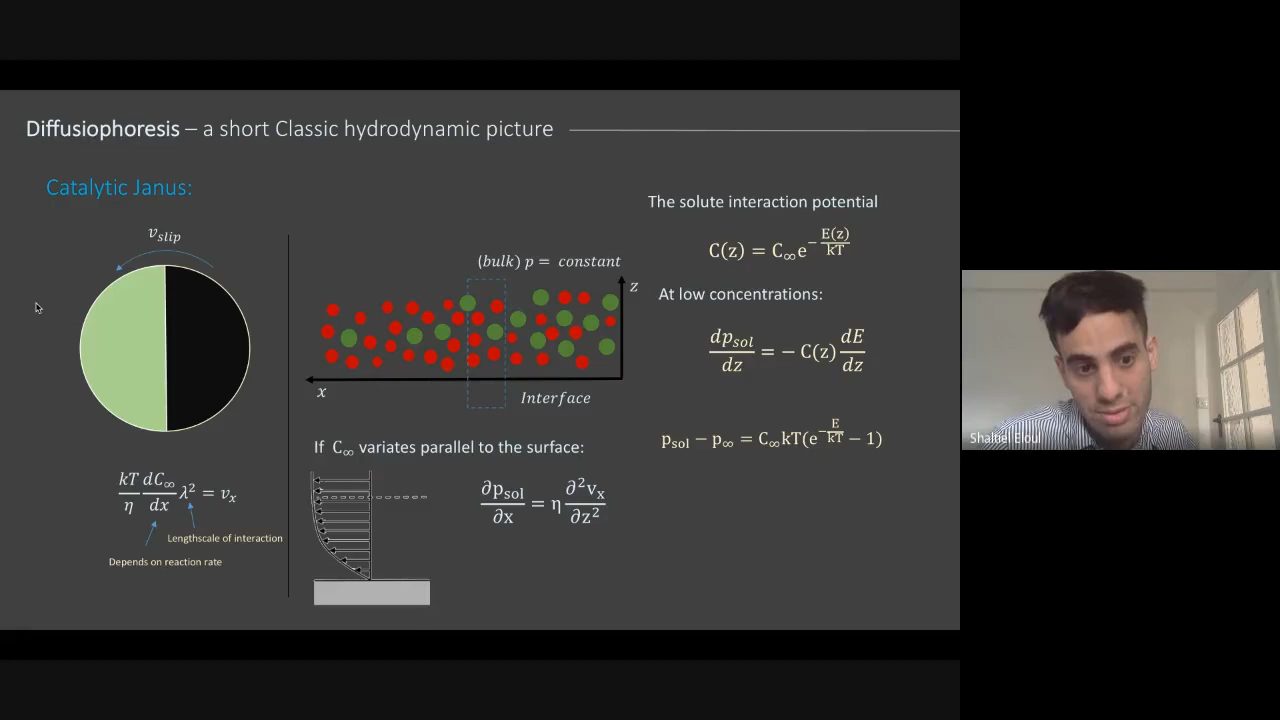 Diffusiophoresis – a short Classic hydrodynamic picture
Catalytic Janus:
v_slip
kT/η dC∞/dx λ² = vₓ
Lengthscale of interaction
Depends on reaction rate
(bulk) p = constant
z
x
Interface
If C∞ variates parallel to the surface:
∂p_sol/∂x = η ∂²vₓ/∂z²
The solute interaction potential
C(z) = C∞e^(−E(z)/kT)
At low concentrations:
dp_sol/dz = − C(z) dE/dz
p_sol − p∞ = C∞kT(e^(−E/kT) − 1)
Shaltiel Eloul